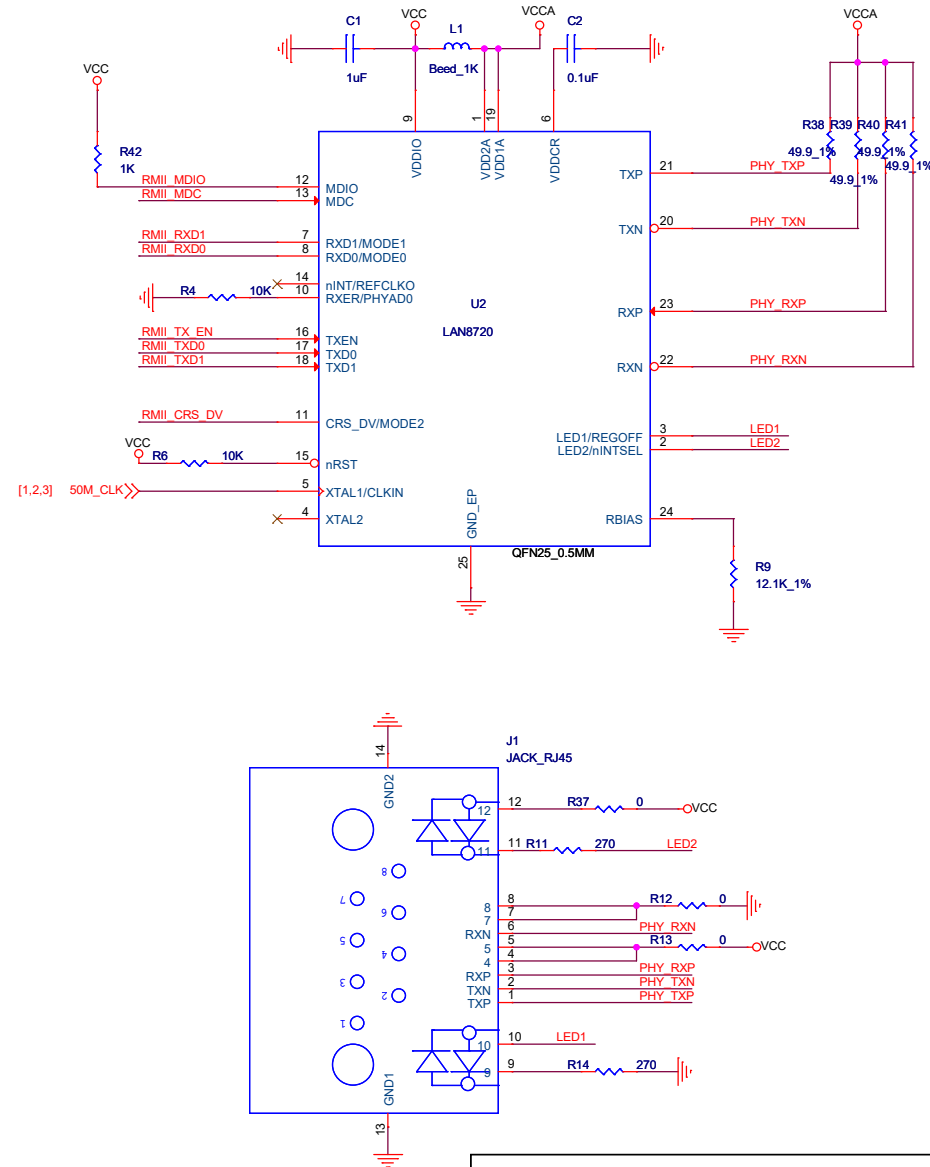 C1
VCC
L1
VCCA
C2
VCCA
1uF
Beed_1K
0.1uF
VCC
9
1
19
6
R42
1K
VDDIO
VDD2A
VDD1A
VDDCR
R38
R39
R40
R41
49.9_1%
49.9_1%
49.9_1%
49.9_1%
RMII_MDIO
12
MDIO
TXP
21
PHY_TXP
RMII_MDC
13
MDC
RMII_RXD1
7
RXD1/MODE1
TXN
20
PHY_TXN
RMII_RXD0
8
RXD0/MODE0
14
nINT/REFCLKO
R4
10K
10
RXER/PHYAD0
U2
LAN8720
RXP
23
PHY_RXP
RMII_TX_EN
16
TXEN
RMII_TXD0
17
TXD0
RMII_TXD1
18
TXD1
RXN
22
PHY_RXN
RMII_CRS_DV
11
CRS_DV/MODE2
LED1/REGOFF
3
LED1
LED2/nINTSEL
2
LED2
VCC
R6
10K
15
nRST
[1,2,3]
50M_CLK
5
XTAL1/CLKIN
4
XTAL2
GND_EP
RBIAS
24
25
QFN25_0.5MM
R9
12.1K_1%
J1
JACK_RJ45
14
GND2
12
12
R37
0
VCC
11
11
R11
270
LED2
8
7
6
5
4
3
2
1
8
8
R12
0
7
7
RXN
6
PHY_RXN
5
5
R13
0
VCC
4
4
RXP
3
PHY_RXP
TXN
2
PHY_TXN
TXP
1
PHY_TXP
10
10
LED1
9
9
R14
270
GND1
13